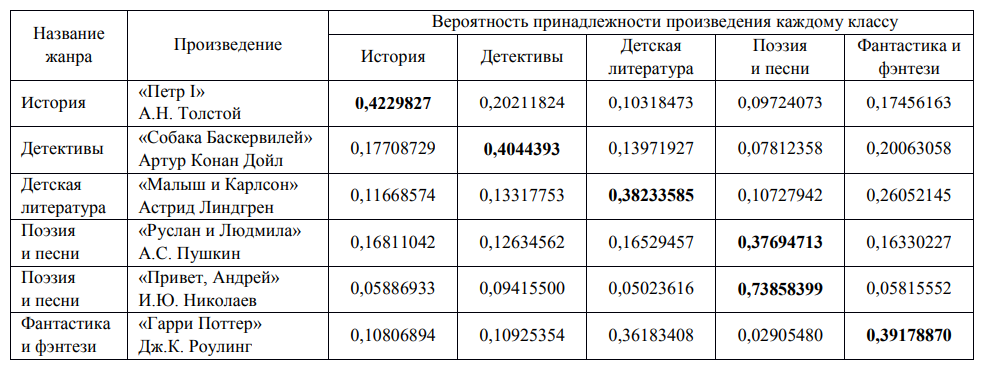 Название жанра | Произведение | Вероятность принадлежности произведения каждому классу
История | Детективы | Детская литература | Поэзия и песни | Фантастика и фэнтези
История | «Петр I» А.Н. Толстой | 0,4229827 | 0,20211824 | 0,10318473 | 0,09724073 | 0,17456163
Детективы | «Собака Баскервилей» Артур Конан Дойл | 0,17708729 | 0,4044393 | 0,13971927 | 0,07812358 | 0,20063058
Детская литература | «Малыш и Карлсон» Астрид Линдгрен | 0,11668574 | 0,13317753 | 0,38233585 | 0,10727942 | 0,26052145
Поэзия и песни | «Руслан и Людмила» А.С. Пушкин | 0,16811042 | 0,12634562 | 0,16529457 | 0,37694713 | 0,16330227
Поэзия и песни | «Привет, Андрей» И.Ю. Николаев | 0,05886933 | 0,09415500 | 0,05023616 | 0,73858399 | 0,05815552
Фантастика и фэнтези | «Гарри Поттер» Дж.К. Роулинг | 0,10806894 | 0,10925354 | 0,36183408 | 0,02905480 | 0,39178870